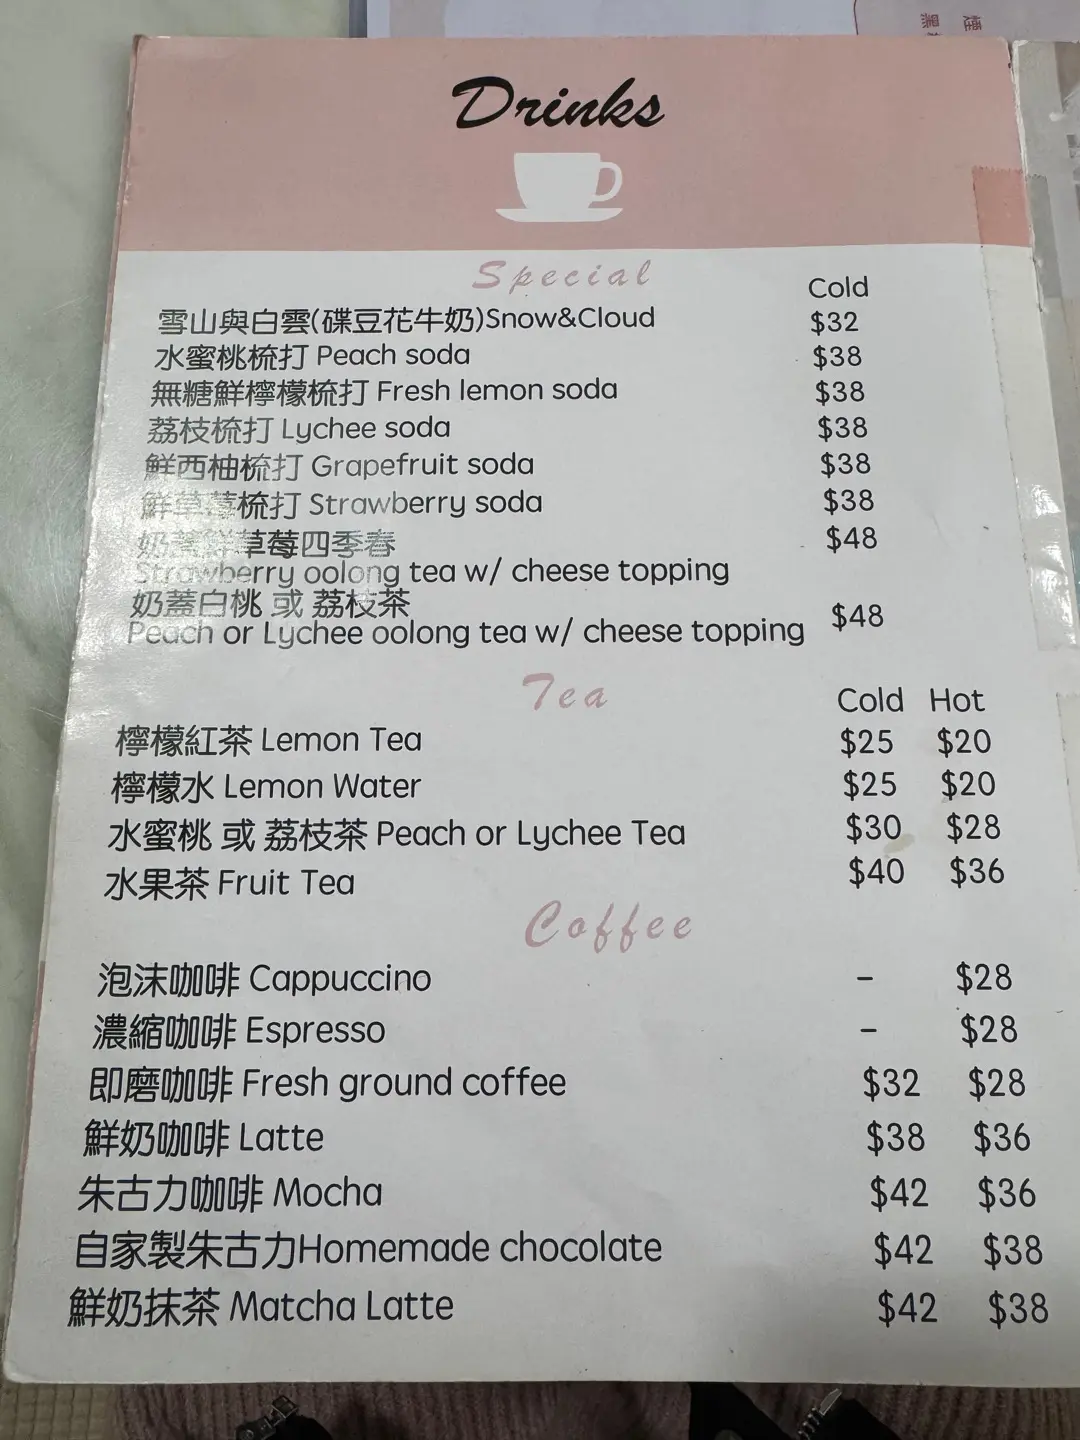 Drinks
Special
Cold
雪山與白雲(碟豆花牛奶)Snow&Cloud $32
水蜜桃梳打 Peach soda $38
無糖鮮檸檬梳打 Fresh lemon soda $38
荔枝梳打 Lychee soda $38
鮮西柚梳打 Grapefruit soda $38
鮮草莓梳打 Strawberry soda $38
奶蓋鮮草莓四季春 $48
Strawberry oolong tea w/ cheese topping
奶蓋白桃 或 荔枝茶
Peach or Lychee oolong tea w/ cheese topping $48
Tea
Cold Hot
檸檬紅茶 Lemon Tea $25 $20
檸檬水 Lemon Water $25 $20
水蜜桃 或 荔枝茶 Peach or Lychee Tea $30 $28
水果茶 Fruit Tea $40 $36
Coffee
泡沫咖啡 Cappuccino – $28
濃縮咖啡 Espresso – $28
即磨咖啡 Fresh ground coffee $32 $28
鮮奶咖啡 Latte $38 $36
朱古力咖啡 Mocha $42 $36
自家製朱古力Homemade chocolate $42 $38
鮮奶抹茶 Matcha Latte $42 $38